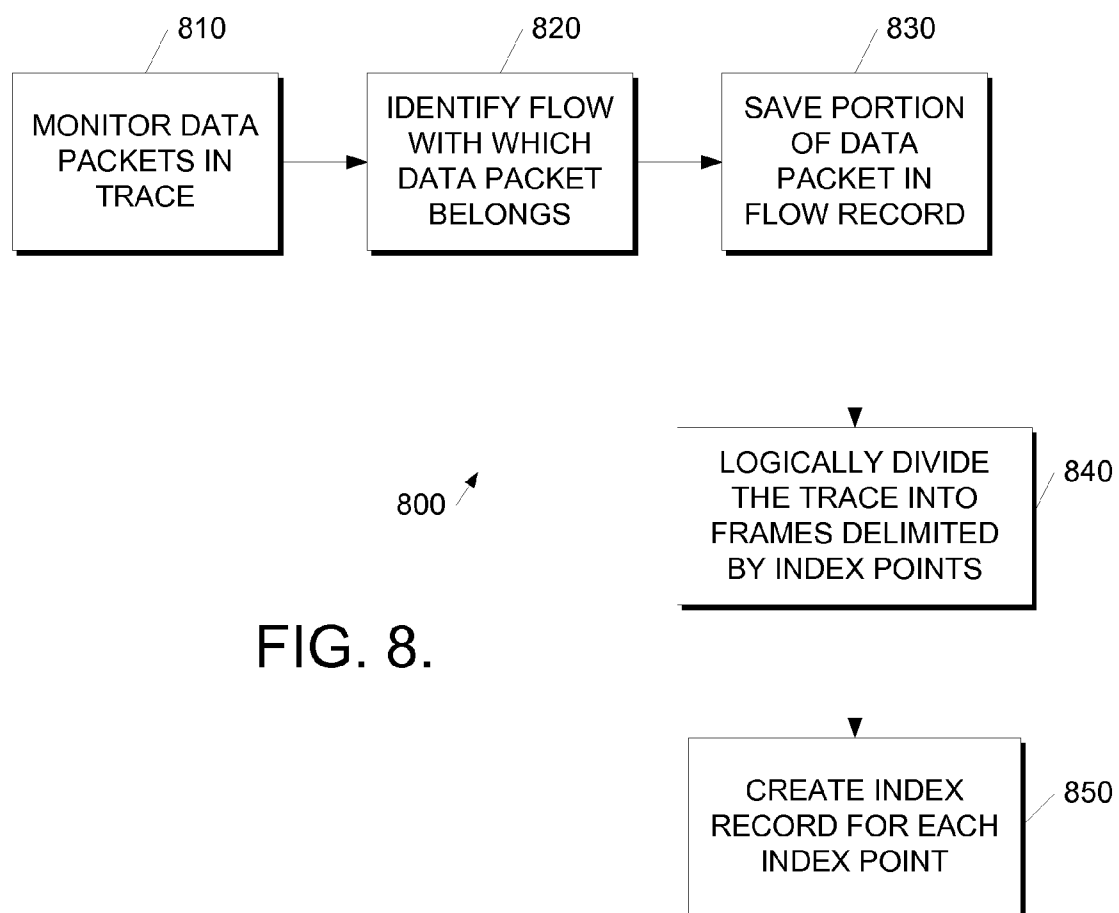 810
820
830
MONITOR DATA
PACKETS IN
TRACE
IDENTIFY FLOW
WITH WHICH
DATA PACKET
BELONGS
SAVE PORTION
OF DATA
PACKET IN
FLOW RECORD
LOGICALLY DIVIDE
THE TRACE INTO
FRAMES DELIMITED
BY INDEX POINTS
840
800
FIG. 8.
CREATE INDEX
RECORD FOR EACH
INDEX POINT
850